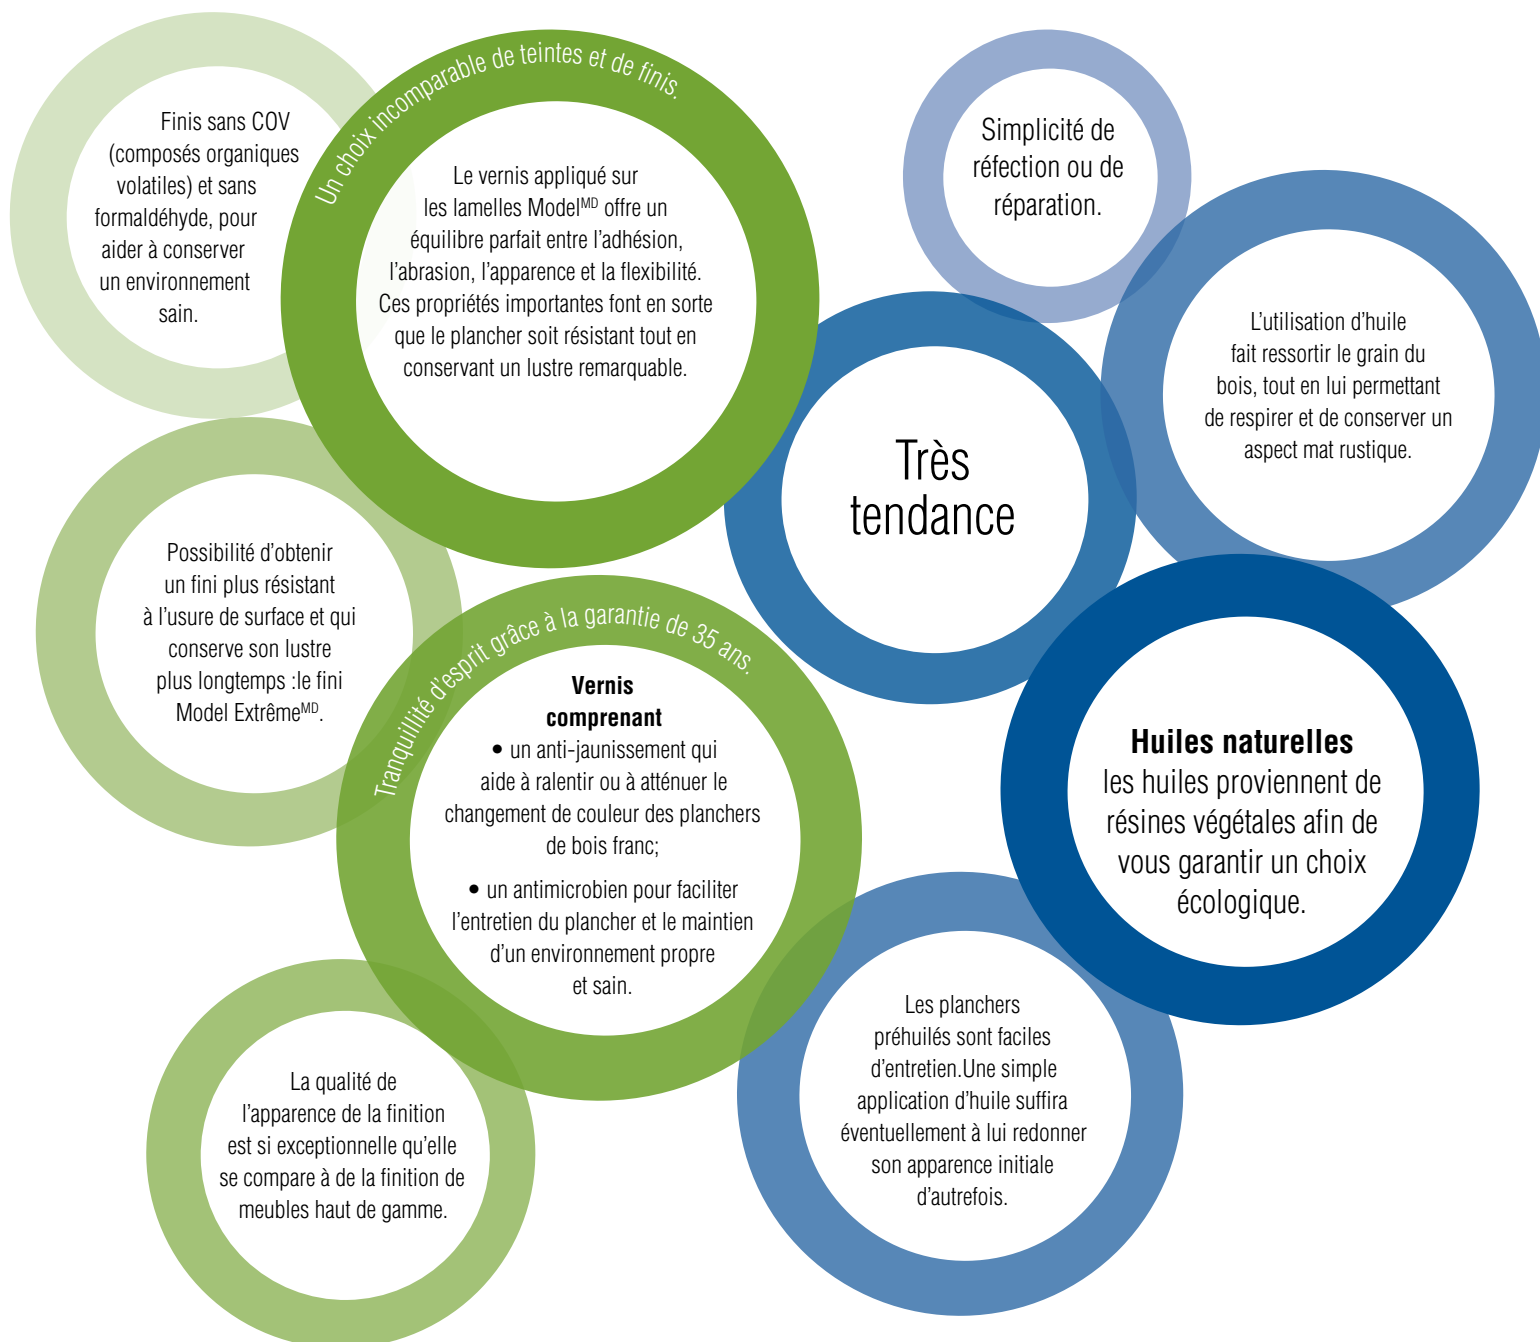 Finis sans COV
(composés organiques
volatiles) et sans
formaldéhyde, pour
aider à conserver
un environnement
sain.
Un choix incomparable de teintes et de finis.
Le vernis appliqué sur
les lamelles Model^MD offre un
équilibre parfait entre l’adhésion,
l’abrasion, l’apparence et la flexibilité.
Ces propriétés importantes font en sorte
que le plancher soit résistant tout en
conservant un lustre remarquable.
Possibilité d’obtenir
un fini plus résistant
à l’usure de surface et qui
conserve son lustre
plus longtemps :le fini
Model Extrême^MD.
Tranquillité d’esprit grâce à la garantie de 35 ans.
Vernis
comprenant
• un anti-jaunissement qui
aide à ralentir ou à atténuer le
changement de couleur des planchers
de bois franc;
• un antimicrobien pour faciliter
l’entretien du plancher et le maintien
d’un environnement propre
et sain.
La qualité de
l’apparence de la finition
est si exceptionnelle qu’elle
se compare à de la finition de
meubles haut de gamme.
Simplicité de
réfection ou de
réparation.
L’utilisation d’huile
fait ressortir le grain du
bois, tout en lui permettant
de respirer et de conserver un
aspect mat rustique.
Très
tendance
Huiles naturelles
les huiles proviennent de
résines végétales afin de
vous garantir un choix
écologique.
Les planchers
préhuilés sont faciles
d’entretien.Une simple
application d’huile suffira
éventuellement à lui redonner
son apparence initiale
d’autrefois.